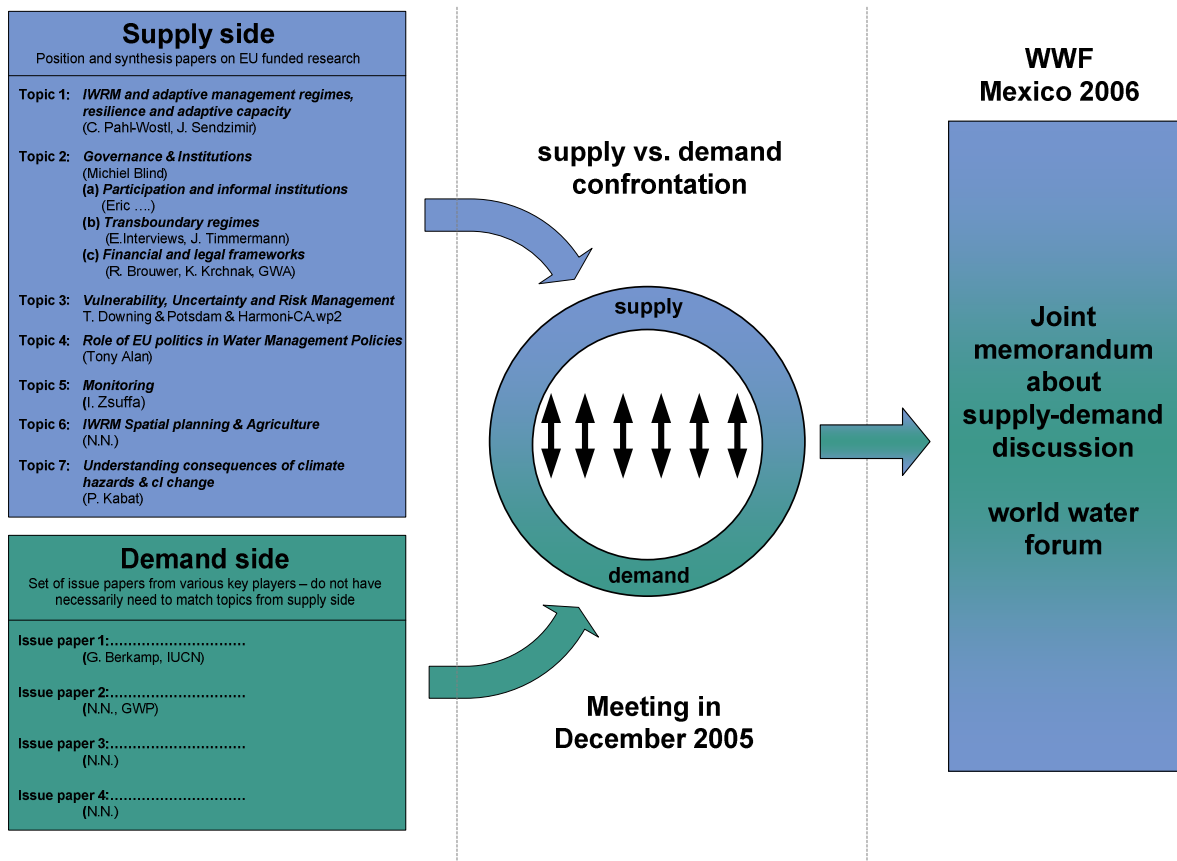 Supply side
Position and synthesis papers on EU funded research
Topic 1: IWRM and adaptive management regimes,
resilience and adaptive capacity
(C. Pahl-Wostl, J. Sendzimir)
Topic 2: Governance & Institutions
(Michiel Blind)
(a) Participation and informal institutions
(Eric ....)
(b) Transboundary regimes
(E.Interviews, J. Timmermann)
(c) Financial and legal frameworks
(R. Brouwer, K. Krchnak, GWA)
Topic 3: Vulnerability, Uncertainty and Risk Management
T. Downing & Potsdam & Harmoni-CA.wp2
Topic 4: Role of EU politics in Water Management Policies
(Tony Alan)
Topic 5: Monitoring
(I. Zsuffa)
Topic 6: IWRM Spatial planning & Agriculture
(N.N.)
Topic 7: Understanding consequences of climate
hazards & cl change
(P. Kabat)
Demand side
Set of issue papers from various key players – do not have
necessarily need to match topics from supply side
Issue paper 1:..............................
(G. Berkamp, IUCN)
Issue paper 2:..............................
(N.N., GWP)
Issue paper 3:..............................
(N.N.)
Issue paper 4:..............................
(N.N.)
supply vs. demand
confrontation
supply
demand
Meeting in
December 2005
WWF
Mexico 2006
Joint
memorandum
about
supply-demand
discussion
world water
forum